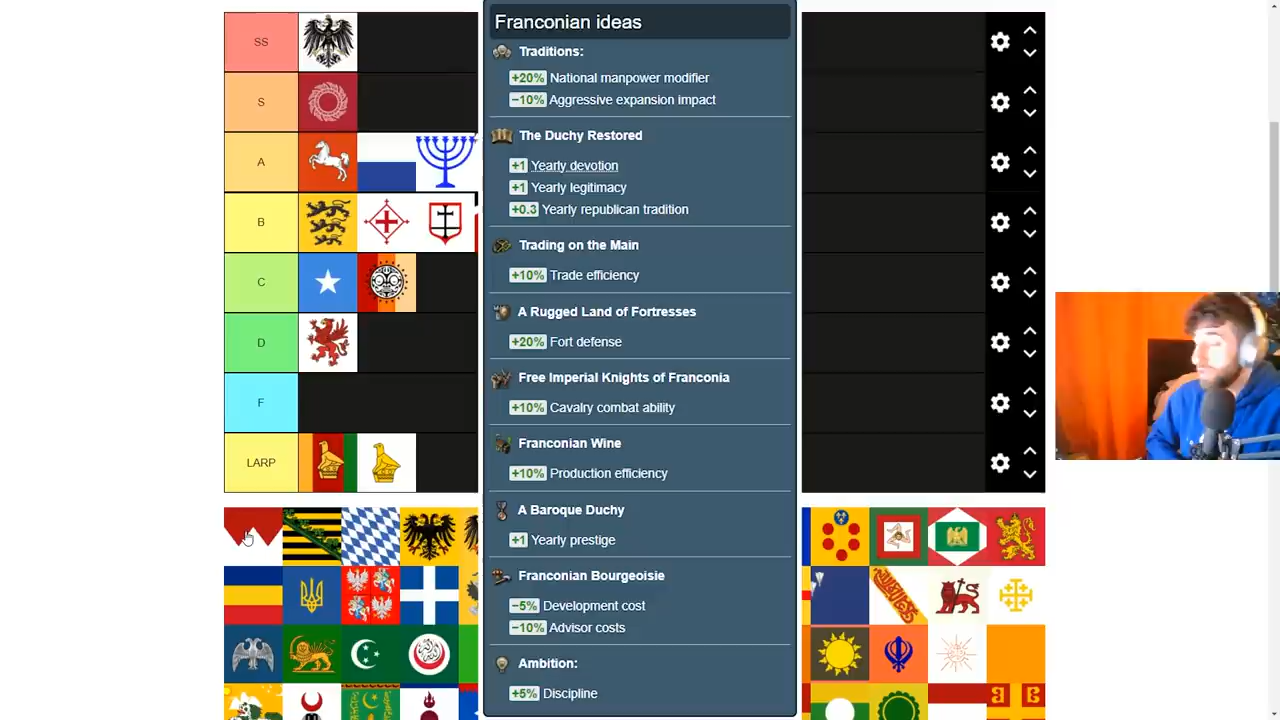 Franconian ideas
Traditions:
+20% National manpower modifier
−10% Aggressive expansion impact
The Duchy Restored
+1 Yearly devotion
+1 Yearly legitimacy
+0.3 Yearly republican tradition
Trading on the Main
+10% Trade efficiency
A Rugged Land of Fortresses
+20% Fort defense
Free Imperial Knights of Franconia
+10% Cavalry combat ability
Franconian Wine
+10% Production efficiency
A Baroque Duchy
+1 Yearly prestige
Franconian Bourgeoisie
−5% Development cost
−10% Advisor costs
Ambition:
+5% Discipline
SS
S
A
B
C
D
F
LARP